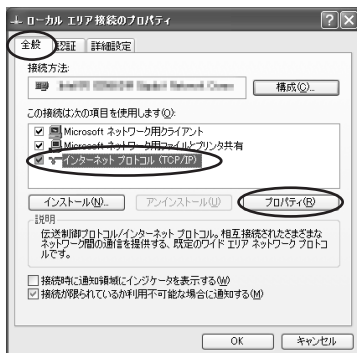 ローカル エリア接続のプロパティ
全般 認証 詳細設定
接続方法:
構成(C)...
この接続は次の項目を使用します(O):
Microsoft ネットワーク用クライアント
Microsoft ネットワーク用ファイルとプリンタ共有
インターネット プロトコル (TCP/IP)
インストール(N)... アンインストール(U) プロパティ(R)
説明
伝送制御プロトコル/インターネット プロトコル。相互接続されたさまざまな
ネットワーク間の通信を提供する、既定のワイド エリア ネットワーク プロトコ
ルです。
接続時に通知領域にインジケータを表示する(W)
接続が限られているか利用不可能な場合に通知する(M)
OK キャンセル